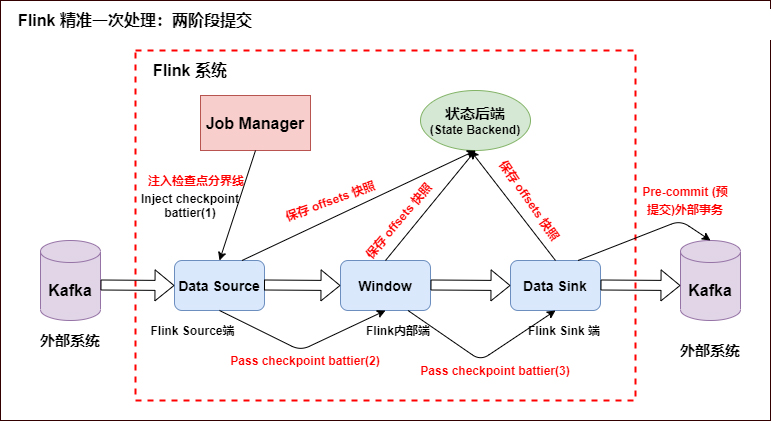 Flink 精准一次处理：两阶段提交
Flink 系统
Job Manager
状态后端
(State Backend)
注入检查点分界线
Inject checkpoint
battier(1)
保存 offsets 快照
保存 offsets 快照
保存 offsets 快照
Pre-commit (预
提交)外部事务
Kafka
Data Source
Window
Data Sink
Kafka
外部系统
Flink Source端
Flink内部端
Flink Sink 端
外部系统
Pass checkpoint battier(2)
Pass checkpoint battier(3)